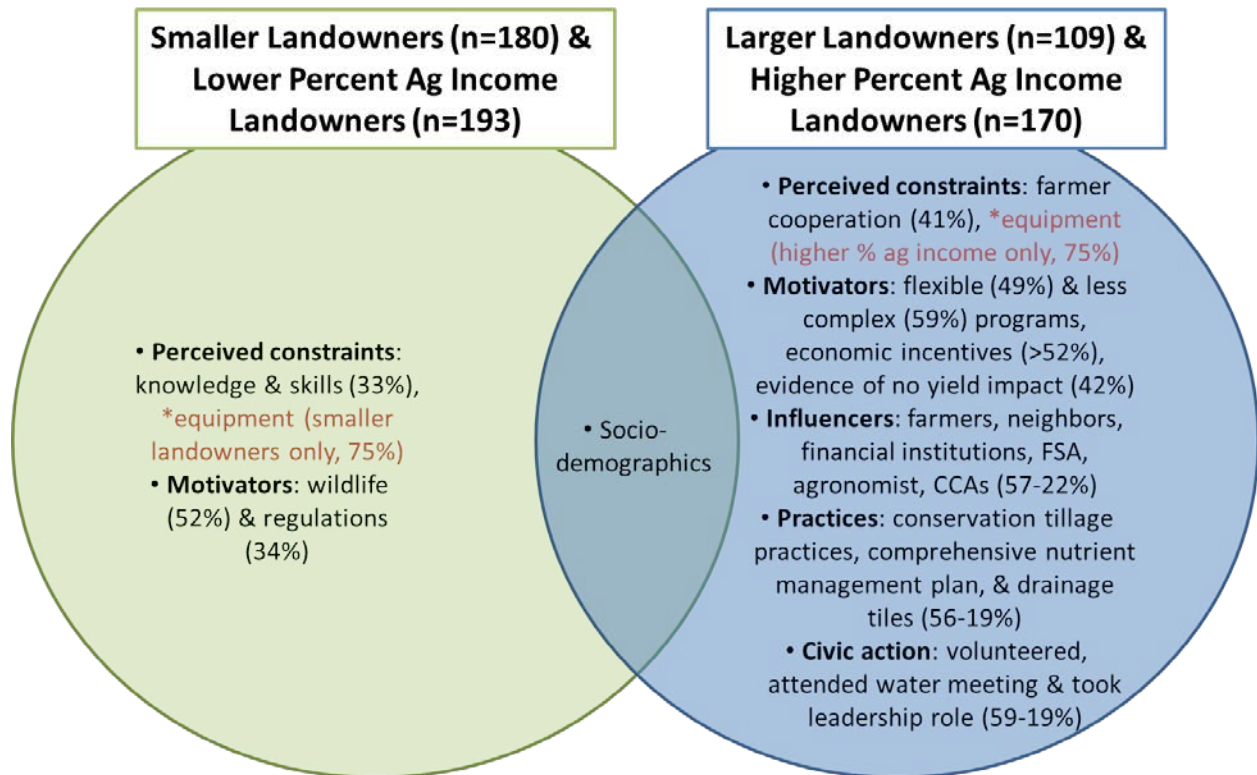 Smaller Landowners (n=180) &
Lower Percent Ag Income
Landowners (n=193)
Larger Landowners (n=109) &
Higher Percent Ag Income
Landowners (n=170)
• Perceived constraints:
knowledge & skills (33%),
*equipment (smaller
landowners only, 75%)
• Motivators: wildlife
(52%) & regulations
(34%)
• Socio-
demographics
• Perceived constraints: farmer
cooperation (41%), *equipment
(higher % ag income only, 75%)
• Motivators: flexible (49%) & less
complex (59%) programs,
economic incentives (>52%),
evidence of no yield impact (42%)
• Influencers: farmers, neighbors,
financial institutions, FSA,
agronomist, CCAs (57-22%)
• Practices: conservation tillage
practices, comprehensive nutrient
management plan, & drainage
tiles (56-19%)
• Civic action: volunteered,
attended water meeting & took
leadership role (59-19%)